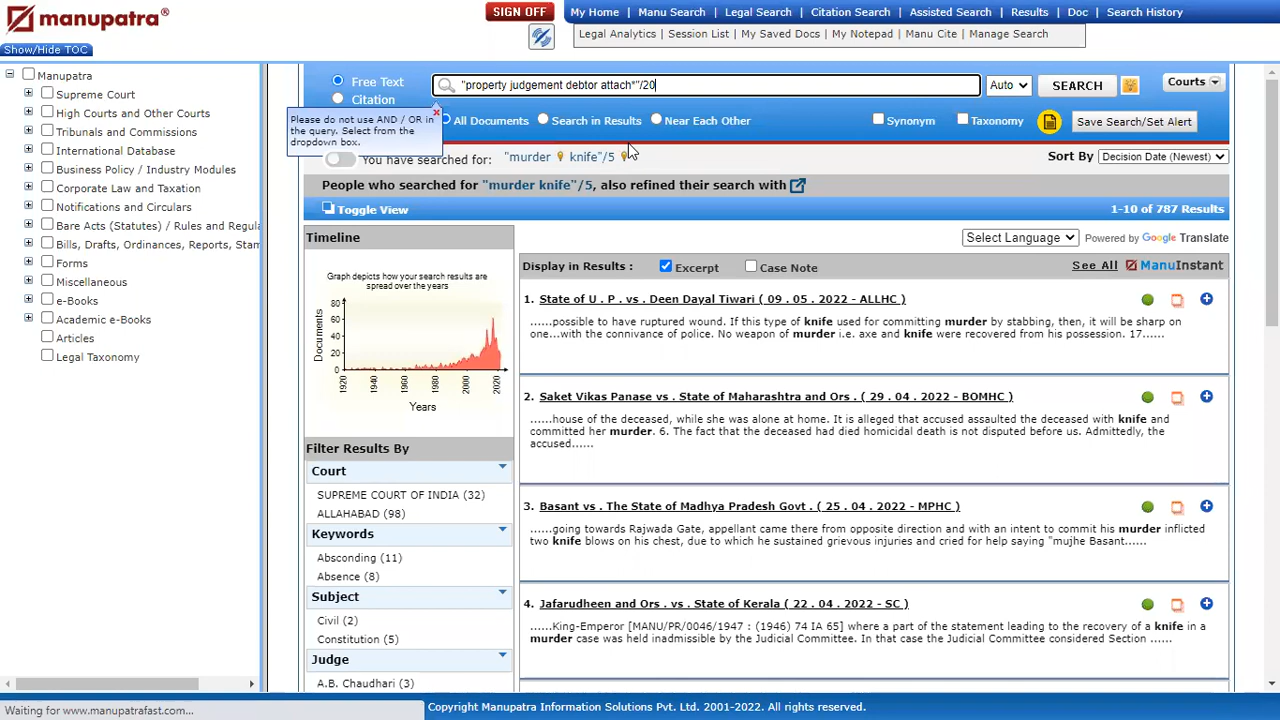 manupatra®
SIGN OFF
My Home | Manu Search | Legal Search | Citation Search | Assisted Search | Results | Doc | Search History
Legal Analytics | Session List | My Saved Docs | My Notepad | Manu Cite | Manage Search
Show/Hide TOC
Manupatra
Supreme Court
High Courts and Other Courts
Tribunals and Commissions
International Database
Business Policy / Industry Modules
Corporate Law and Taxation
Notifications and Circulars
Bare Acts (Statutes) / Rules and Regula
Bills, Drafts, Ordinances, Reports, Stam
Forms
Miscellaneous
e-Books
Academic e-Books
Articles
Legal Taxonomy
Free Text
Citation
"property judgement debtor attach*"/20
Auto
SEARCH
Courts
Please do not use AND / OR in
the query. Select from the
dropdown box.
x
All Documents
Search in Results
Near Each Other
Synonym
Taxonomy
Save Search/Set Alert
You have searched for: "murder knife"/5
Sort By Decision Date (Newest)
People who searched for "murder knife"/5, also refined their search with
Toggle View
1-10 of 787 Results
Timeline
Graph depicts how your search results are
spread over the years
Documents
80
60
40
20
0
1920
1940
1960
1980
2000
2020
Years
Filter Results By
Court
SUPREME COURT OF INDIA (32)
ALLAHABAD (98)
Keywords
Absconding (11)
Absence (8)
Subject
Civil (2)
Constitution (5)
Judge
A.B. Chaudhari (3)
Select Language
Powered by Google Translate
Display in Results :
Excerpt
Case Note
See All
ManuInstant
1. State of U . P . vs . Deen Dayal Tiwari ( 09 . 05 . 2022 - ALLHC )
......possible to have ruptured wound. If this type of knife used for committing murder by stabbing, then, it will be sharp on
one...with the connivance of police. No weapon of murder i.e. axe and knife were recovered from his possession. 17......
2. Saket Vikas Panase vs . State of Maharashtra and Ors . ( 29 . 04 . 2022 - BOMHC )
......house of the deceased, while she was alone at home. It is alleged that accused assaulted the deceased with knife and
committed her murder. 6. The fact that the deceased had died homicidal death is not disputed before us. Admittedly, the
accused......
3. Basant vs . The State of Madhya Pradesh Govt . ( 25 . 04 . 2022 - MPHC )
......going towards Rajwada Gate, appellant came there from opposite direction and with an intent to commit his murder inflicted
two knife blows on his chest, due to which he sustained grievous injuries and cried for help saying "mujhe Basant......
4. Jafarudheen and Ors . vs . State of Kerala ( 22 . 04 . 2022 - SC )
......King-Emperor [MANU/PR/0046/1947 : (1946) 74 IA 65] where a part of the statement leading to the recovery of a knife in a
murder case was held inadmissible by the Judicial Committee. In that case the Judicial Committee considered Section ......
Waiting for www.manupatrafast.com...
Copyright Manupatra Information Solutions Pvt. Ltd. 2001-2022. All rights reserved.